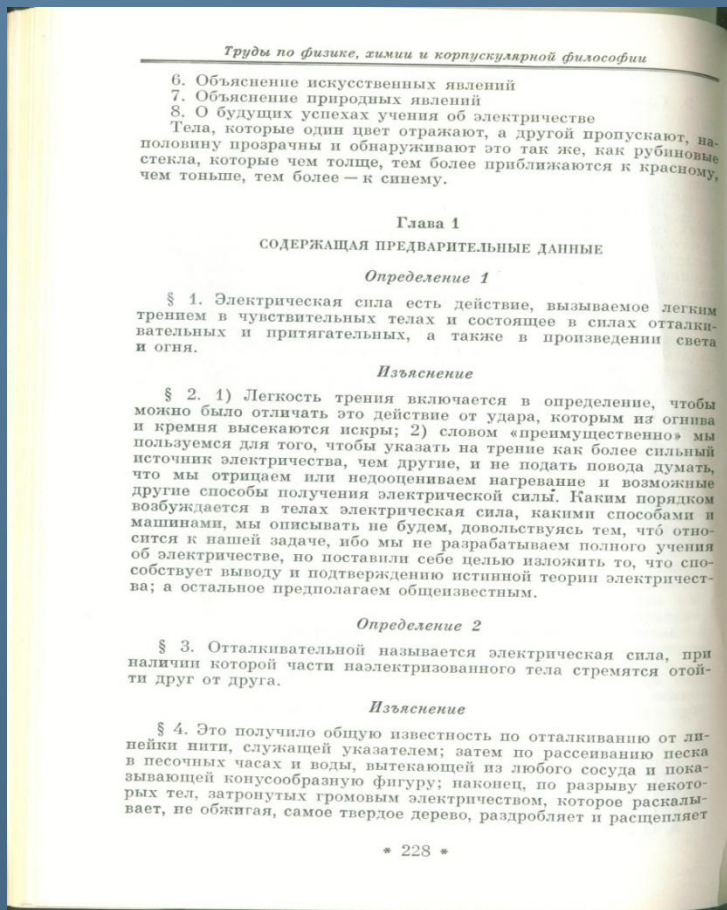 Труды по физике, химии и корпускулярной философии
6. Объяснение искусственных явлений
7. Объяснение природных явлений
8. О будущих успехах учения об электричестве
Тела, которые один цвет отражают, а другой пропускают, на-
половину прозрачны и обнаруживают это так же, как рубиновые
стекла, которые чем толще, тем более приближаются к красному,
чем тоньше, тем более — к синему.
Глава 1
СОДЕРЖАЩАЯ ПРЕДВАРИТЕЛЬНЫЕ ДАННЫЕ
Определение 1
§ 1. Электрическая сила есть действие, вызываемое легким
трением в чувствительных телах и состоящее в силах отталки-
вательных и притягательных, а также в произведении света
и огня.
Изъяснение
§ 2. 1) Легкость трения включается в определение, чтобы
можно было отличать это действие от удара, которым из огнива
и кремня высекаются искры; 2) словом «преимущественно» мы
пользуемся для того, чтобы указать на трение как более сильный
источник электричества, чем другие, и не подать повода думать,
что мы отрицаем или недооцениваем нагревание и возможные
другие способы получения электрической силы. Каким порядком
возбуждается в телах электрическая сила, какими способами и
машинами, мы описывать не будем, довольствуясь тем, что́ отно-
сится к нашей задаче, ибо мы не разрабатываем полного учения
об электричестве, но поставили себе целью изложить то, что спо-
собствует выводу и подтверждению истинной теории электричест-
ва; а остальное предполагаем общеизвестным.
Определение 2
§ 3. Отталкивательной называется электрическая сила, при
наличии которой части наэлектризованного тела стремятся отой-
ти друг от друга.
Изъяснение
§ 4. Это получило общую известность по отталкиванию от ли-
нейки нити, служащей указателем; затем по рассеиванию песка
в песочных часах и воды, вытекающей из любого сосуда и пока-
зывающей конусообразную фигуру; наконец, по разрыву некото-
рых тел, затронутых громовым электричеством, которое раскалы-
вает, не обжигая, самое твердое дерево, раздробляет и расщепляет
* 228 *